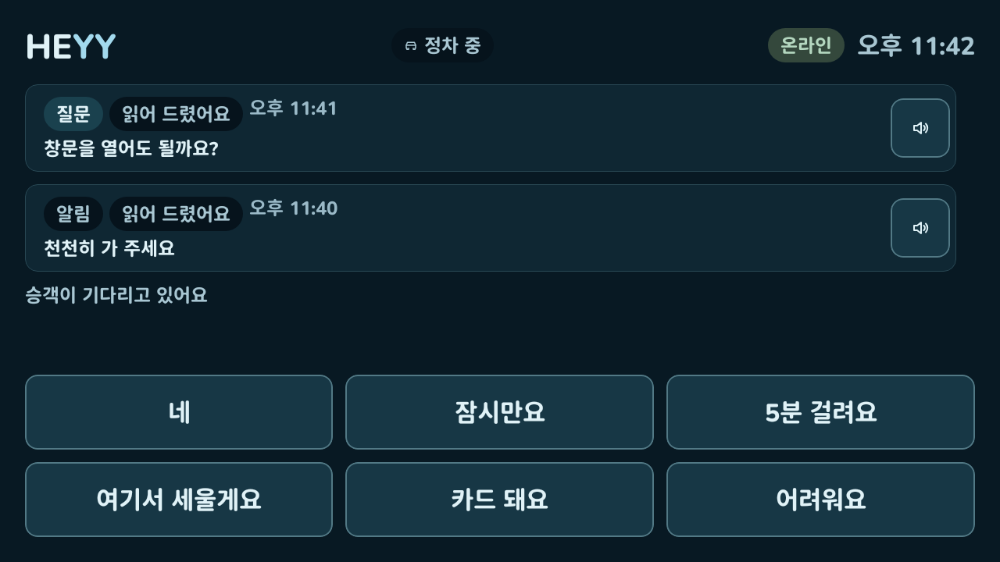 HEYY
정차 중
온라인 오후 11:42
질문 읽어 드렸어요 오후 11:41
창문을 열어도 될까요?
알림 읽어 드렸어요 오후 11:40
천천히 가 주세요
승객이 기다리고 있어요
네
잠시만요
5분 걸려요
여기서 세울게요
카드 돼요
어려워요